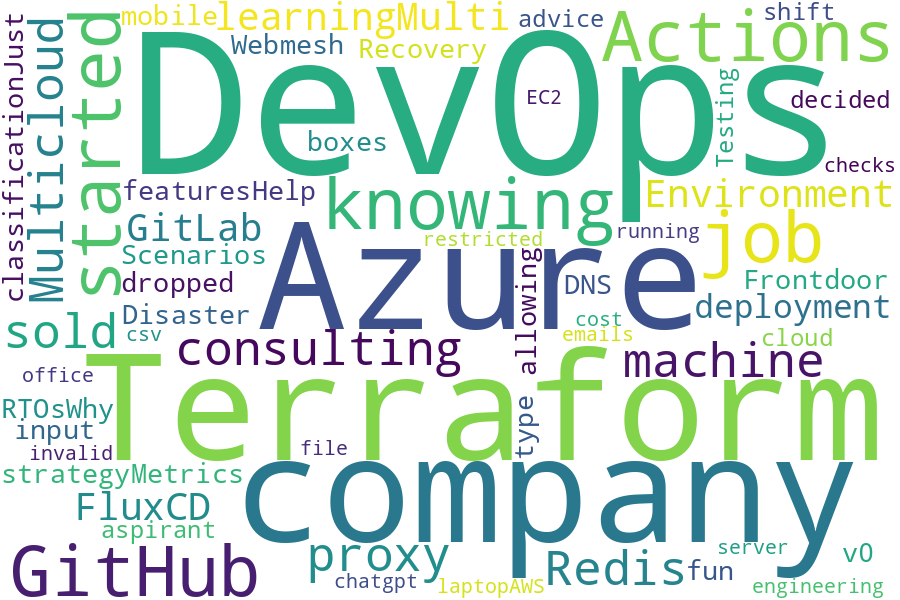 mobile
learningMulti
advice
shift
Webmesh
Recovery
Actions
classificationJust
Multicloud
started
DevOps
EC2
Testing
decided
boxes
checks
featuresHelp
knowing
Environment
GitLab
restricted
running
job
Scenarios
Azure
dropped
allowing
DNS
Frontdoor
Disaster
deployment
sold
csv
cost
emails
cloud
consulting
machine
office
Terraform
RTOsWhy
input
type
invalid
file
strategyMetrics
company
FluxCD
aspirant
GitHub
proxy
chatgpt
laptopAWS
Redis
fun
server
v0
engineering